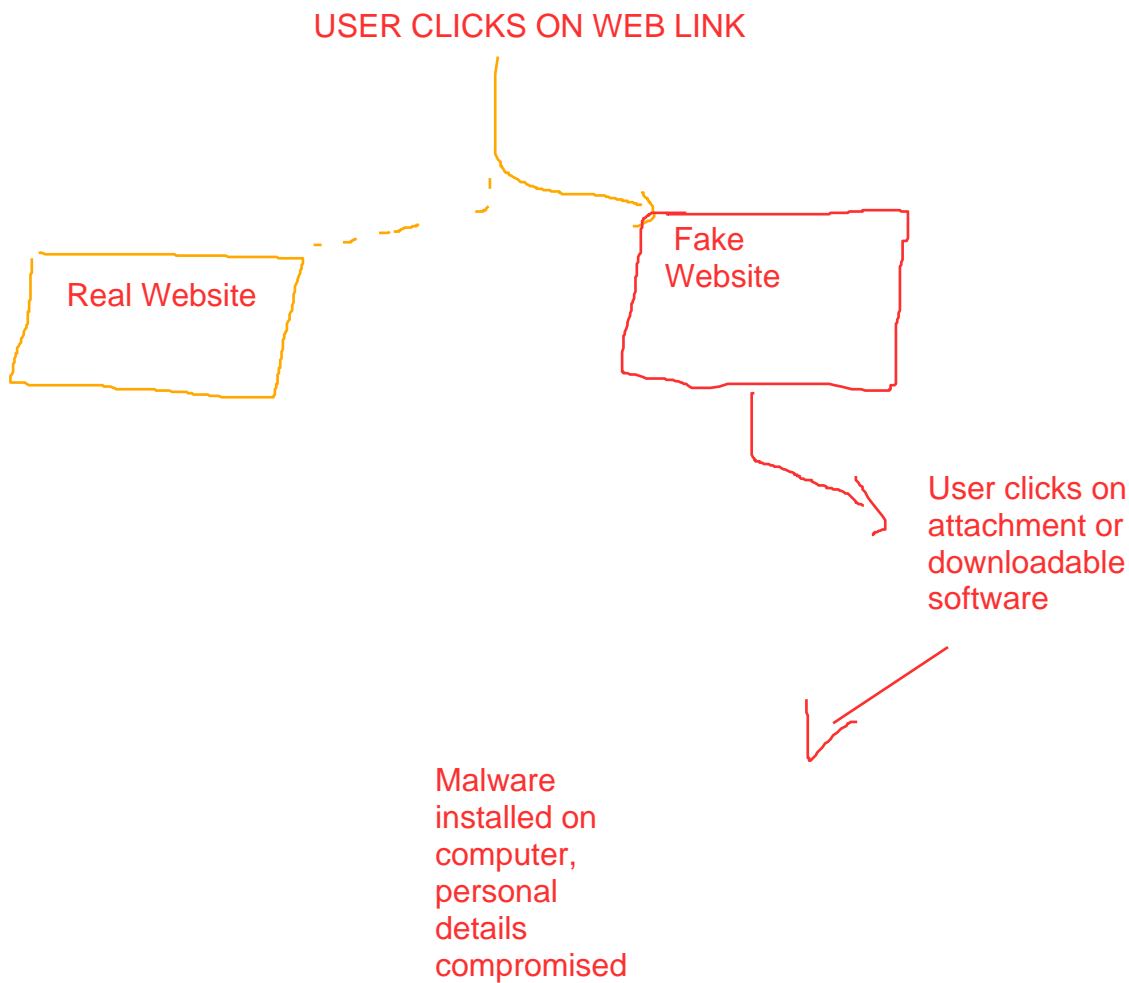 USER CLICKS ON WEB LINK
Real Website
Fake
Website
User clicks on
attachment or
downloadable
software
Malware
installed on
computer,
personal
details
compromised